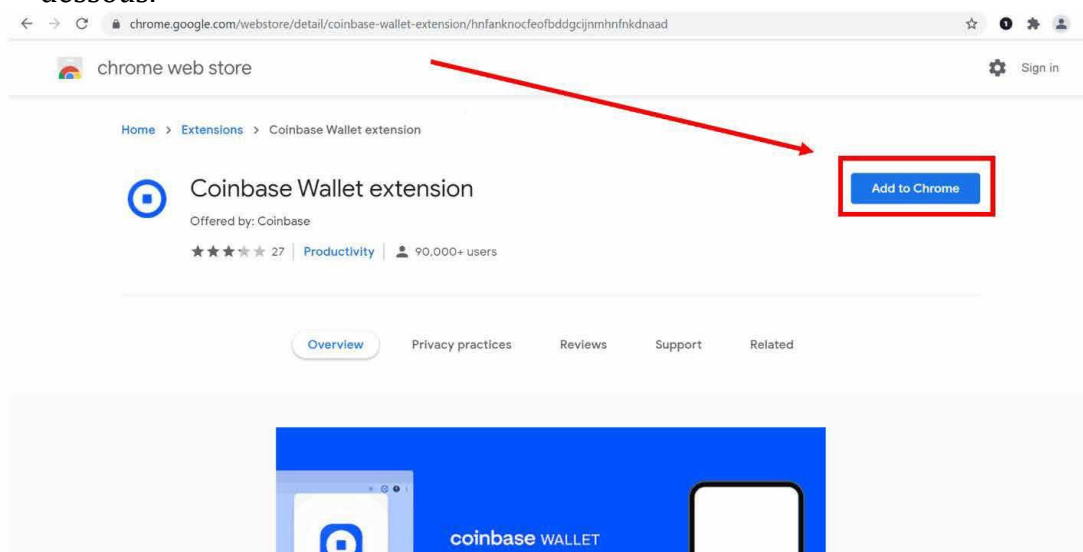 dessous.
chrome.google.com/webstore/detail/coinbase-wallet-extension/hnfanknocfeofbddgcijnmhnfnkdnaad
chrome web store
Sign in
Home > Extensions > Coinbase Wallet extension
Coinbase Wallet extension
Add to Chrome
Offered by: Coinbase
27 | Productivity | 90,000+ users
Overview Privacy practices Reviews Support Related
coinbase WALLET